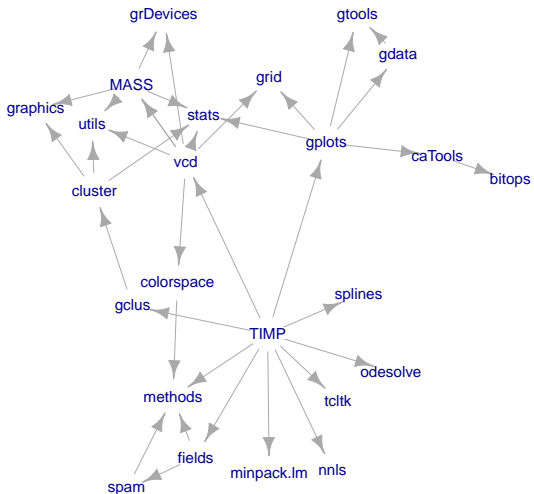 grDevices
gtools
gdata
grid
MASS
graphics
utils
stats
gplots
caTools
vcd
bitops
cluster
colorspace
splines
gclus
TIMP
odesolve
methods
tcltk
fields
minpack.lm
nnls
spam